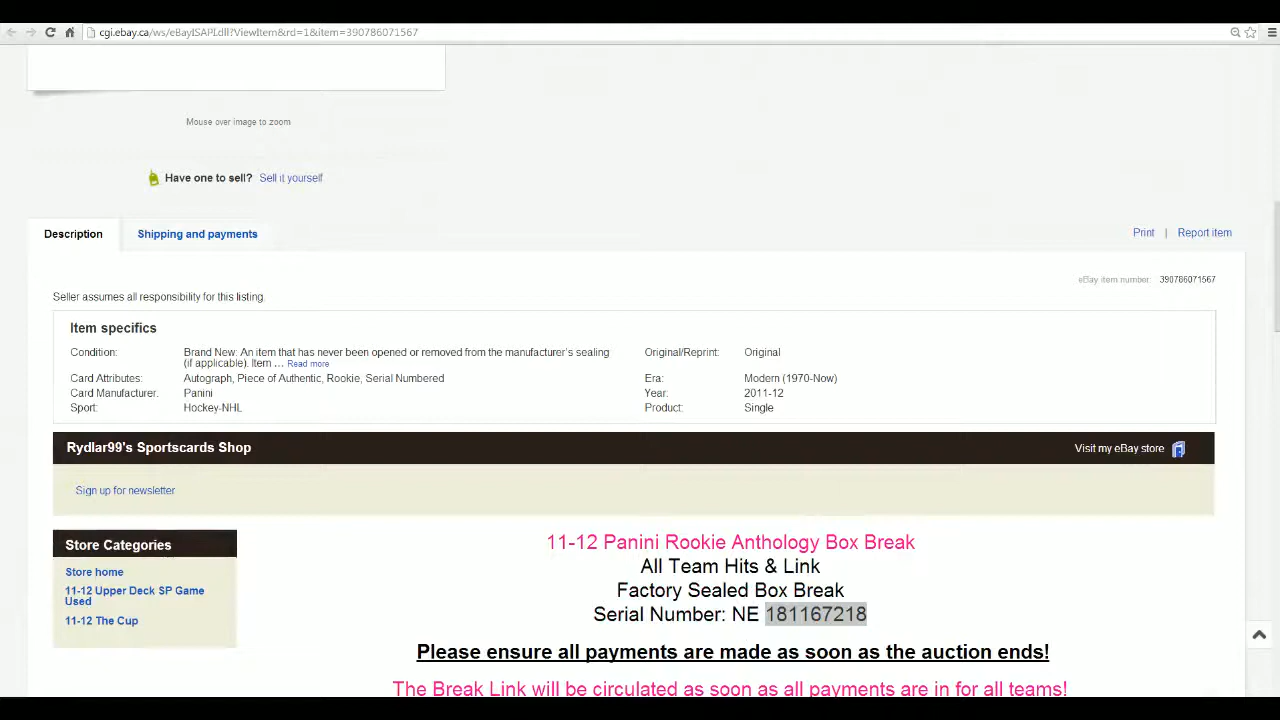 cgi.ebay.ca/ws/eBayISAPI.dll?ViewItem&rd=1&item=390786071567
Mouse over image to zoom
Have one to sell? Sell it yourself
Description
Shipping and payments
Print | Report item
eBay item number: 390786071567
Seller assumes all responsibility for this listing.
Item specifics
Condition: Brand New: An item that has never been opened or removed from the manufacturer's sealing
(if applicable). Item ... Read more
Original/Reprint: Original
Card Attributes: Autograph, Piece of Authentic, Rookie, Serial Numbered
Era: Modern (1970-Now)
Card Manufacturer: Panini
Year: 2011-12
Sport: Hockey-NHL
Product: Single
Rydlar99's Sportscards Shop
Visit my eBay store
Sign up for newsletter
Store Categories
Store home
11-12 Upper Deck SP Game
Used
11-12 The Cup
11-12 Panini Rookie Anthology Box Break
All Team Hits & Link
Factory Sealed Box Break
Serial Number: NE 181167218
Please ensure all payments are made as soon as the auction ends!
The Break Link will be circulated as soon as all payments are in for all teams!